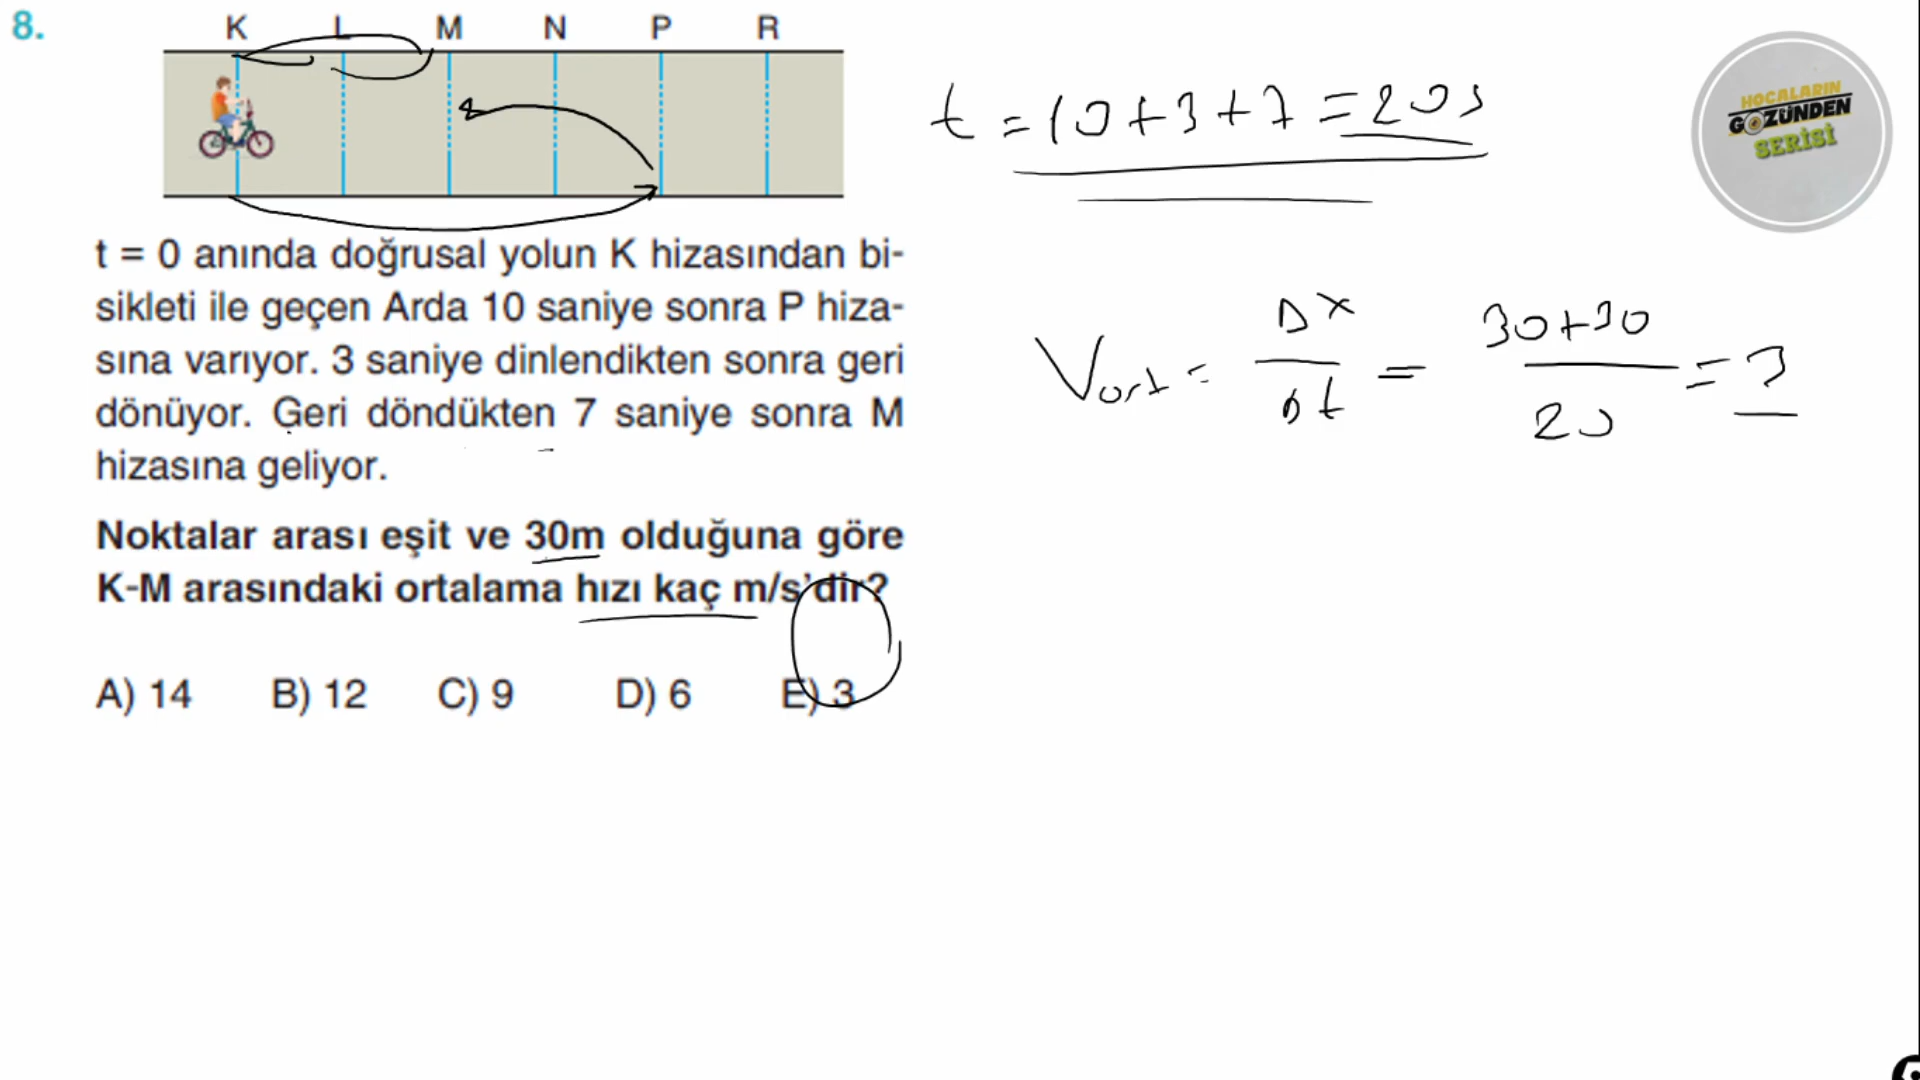 8.
K L M N P R
t = 10 + 3 + 7 = 20s
HOCALARIN
GÖZÜNDEN
SERİSİ
t = 0 anında doğrusal yolun K hizasından bi-
sikleti ile geçen Arda 10 saniye sonra P hiza-
sına varıyor. 3 saniye dinlendikten sonra geri
dönüyor. Geri döndükten 7 saniye sonra M
hizasına geliyor.
Vort = Δx / Δt = 30+30 / 20 = 3
Noktalar arası eşit ve 30m olduğuna göre
K-M arasındaki ortalama hızı kaç m/s'dir?
A) 14 B) 12 C) 9 D) 6 E) 3